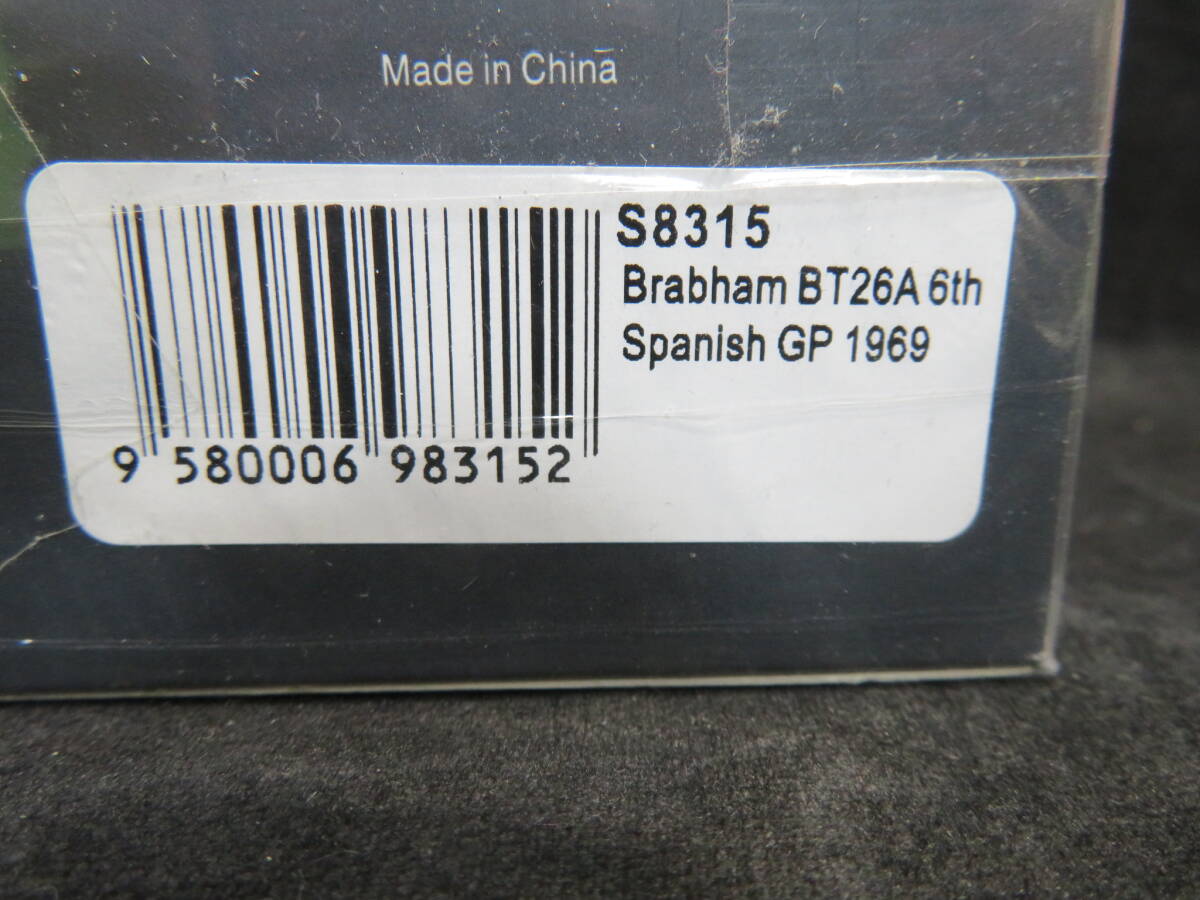 Made in China
S8315
Brabham BT26A 6th
Spanish GP 1969
9 580006 983152